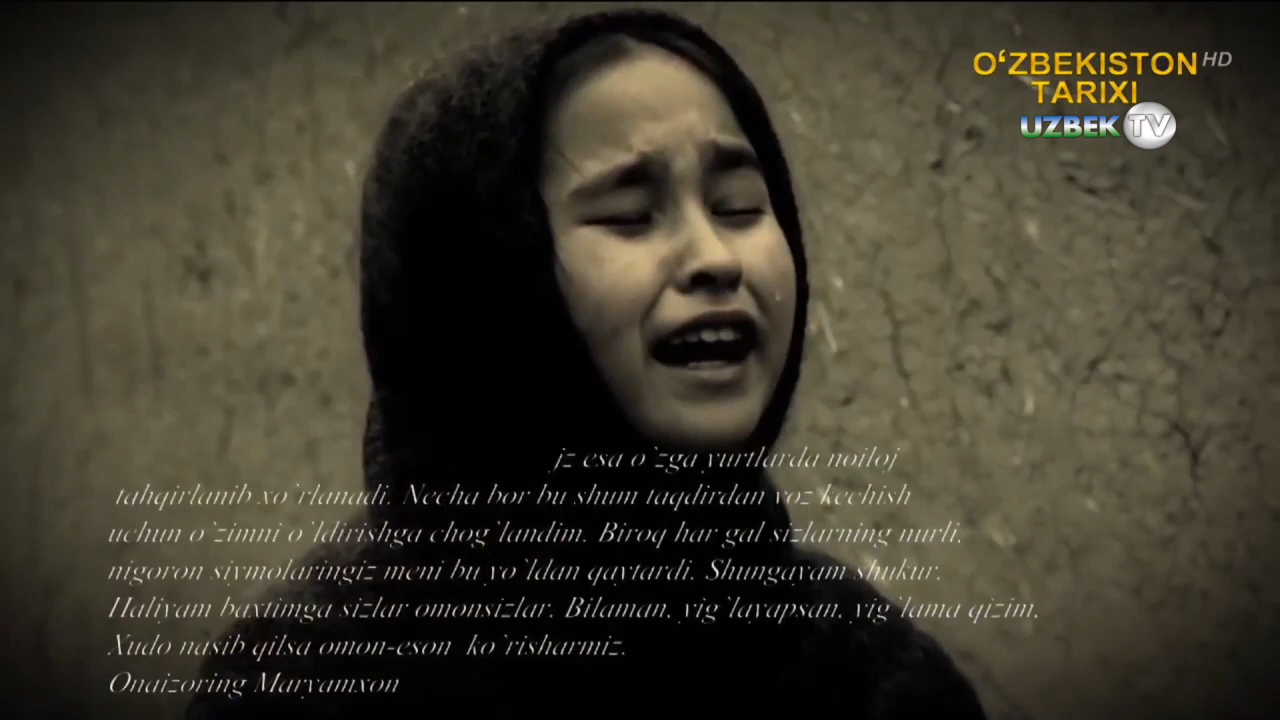 O‘ZBEKISTON HD
TARIXI
UZBEK TV
esa o`zga yurtlarda noiloj
tahqirlanib xo`rlanadi. Necha bor bu shum taqdirdan voz kechish
uchun o`zimni o`ldirishga chog`landim. Biroq har gal sizlarning nurli,
nigoron siymolaringiz meni bu yo`ldan qaytardi. Shungayam shukur.
Haliyam baxtimga sizlar omonsizlar. Bilaman, yig`layapsan, yig`lama qizim,
Xudo nasib qilsa omon-eson ko`risharmiz.
Onaizoring Maryamxon